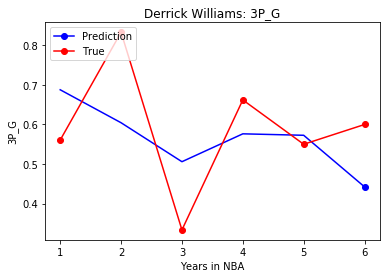 Derrick Williams: 3P_G
Prediction
True
0.8
0.7
0.6
0.5
0.4
3P_G
1 2 3 4 5 6
Years in NBA